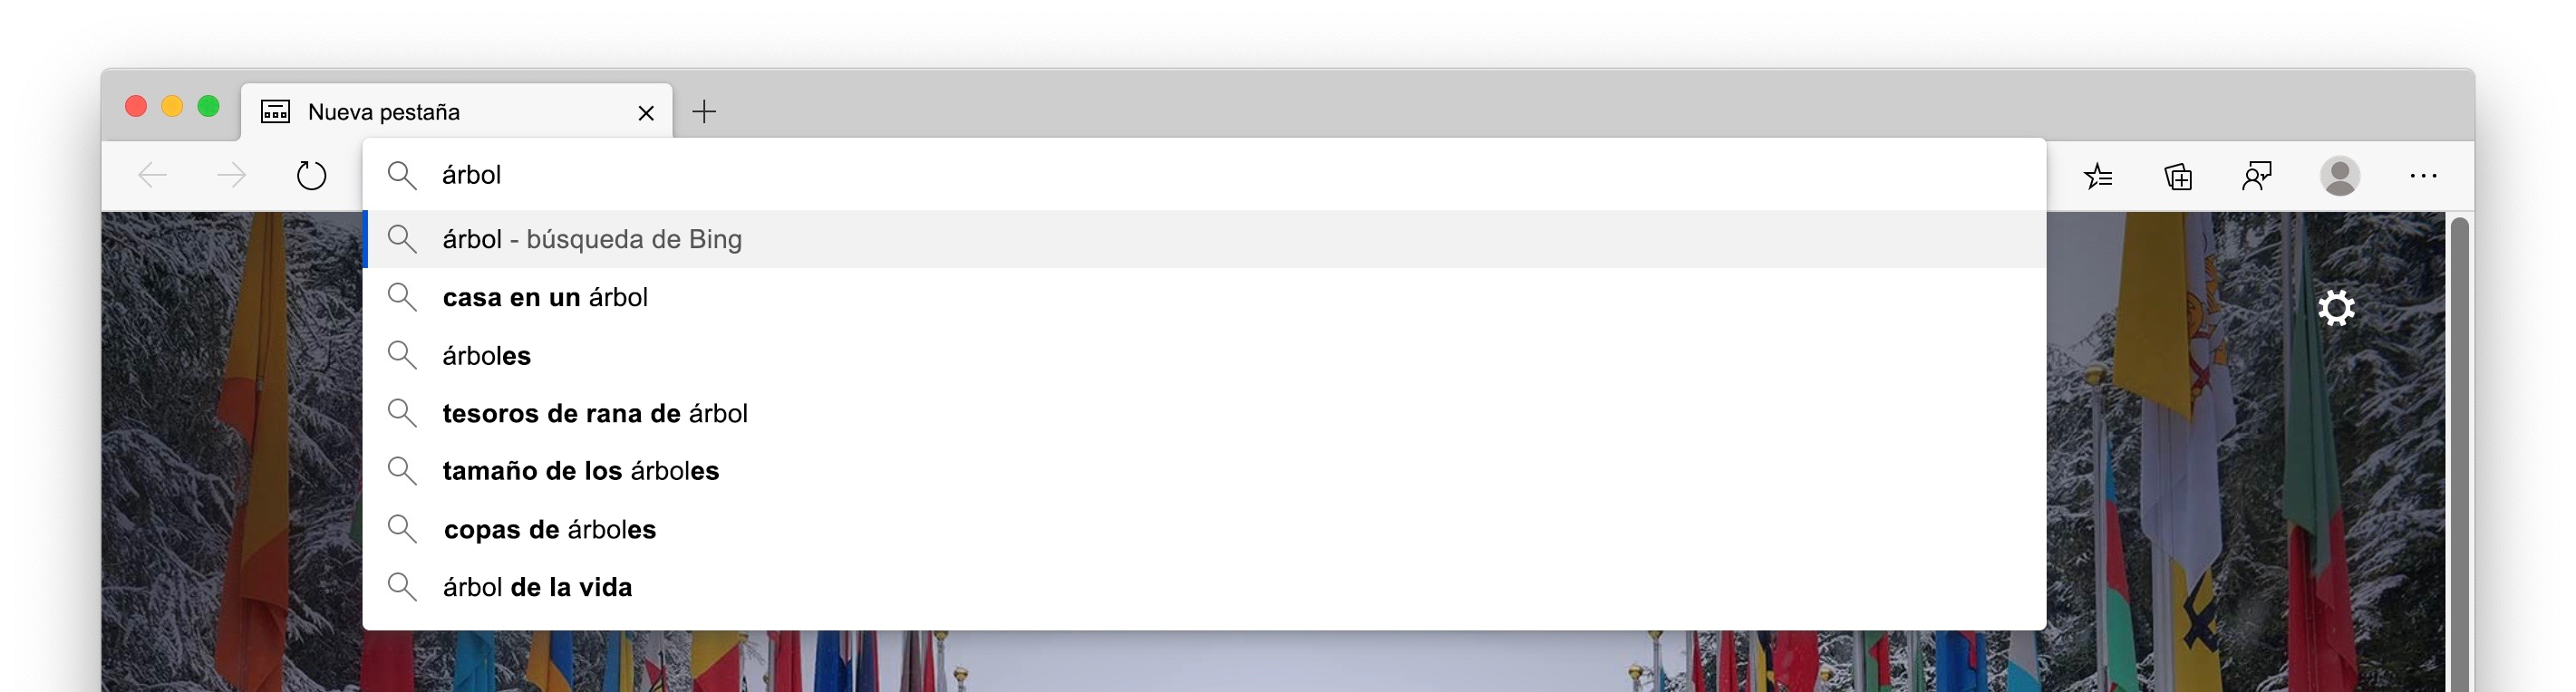 Nueva pestaña
árbol
árbol - búsqueda de Bing
casa en un árbol
árboles
tesoros de rana de árbol
tamaño de los árboles
copas de árboles
árbol de la vida